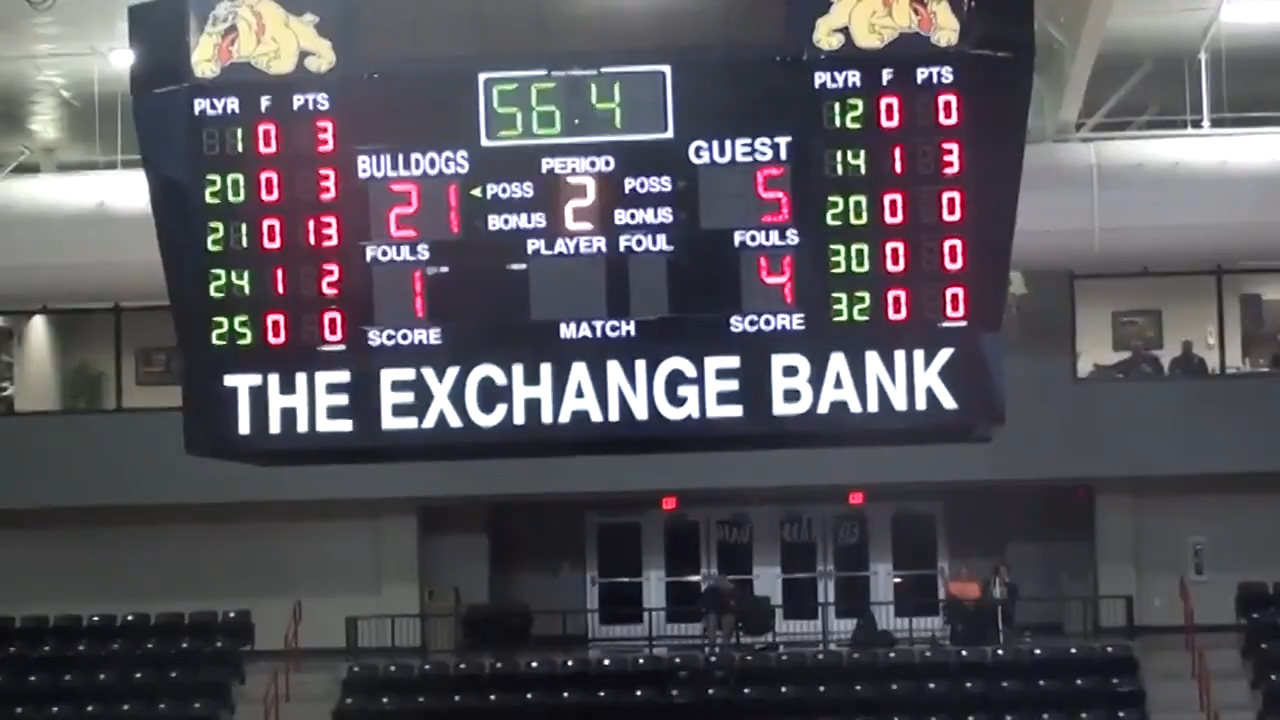 56.4
PLYR F PTS
1 0 3
20 0 3
21 0 13
24 1 2
25 0 0
BULLDOGS
21
FOULS
1
SCORE
PERIOD
◄ POSS 2 POSS
BONUS BONUS
PLAYER FOUL
MATCH
GUEST
5
FOULS
4
SCORE
PLYR F PTS
12 0 0
14 1 3
20 0 0
30 0 0
32 0 0
THE EXCHANGE BANK